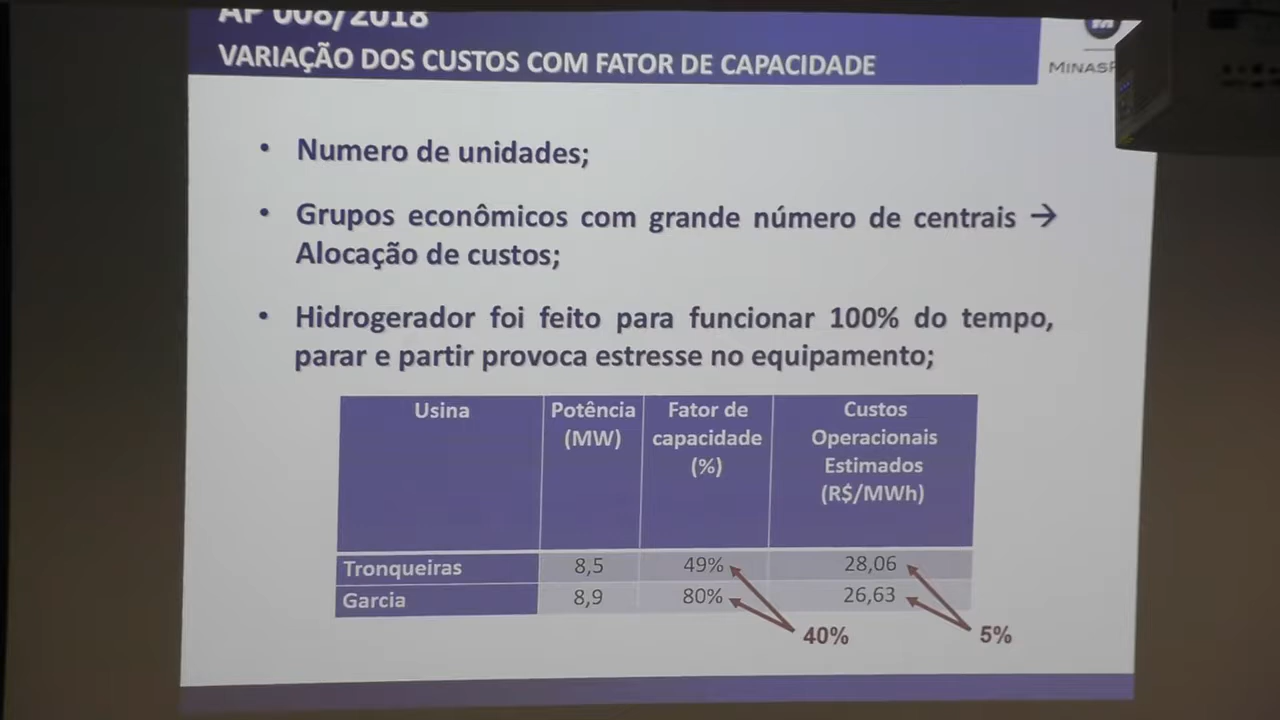 AP 008/2018
VARIAÇÃO DOS CUSTOS COM FATOR DE CAPACIDADE
• Numero de unidades;
• Grupos econômicos com grande número de centrais →
Alocação de custos;
• Hidrogerador foi feito para funcionar 100% do tempo,
parar e partir provoca estresse no equipamento;
Usina Potência Fator de Custos
(MW) capacidade Operacionais
(%) Estimados
(R$/MWh)
Tronqueiras 8,5 49% 28,06
Garcia 8,9 80% 26,63
40% 5%